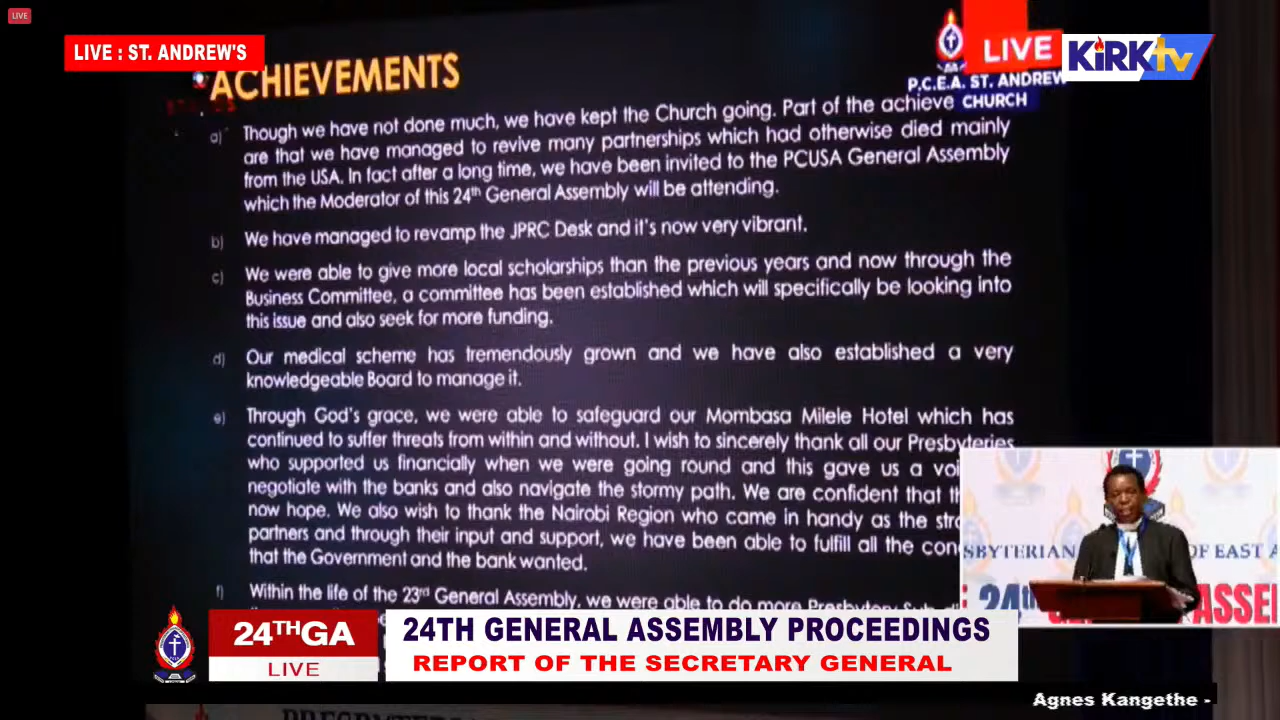 LIVE
LIVE : ST. ANDREW'S
LIVE
KiRKtv
P.C.E.A. ST. ANDREW
CHURCH
ACHIEVEMENTS
a) Though we have not done much, we have kept the Church going. Part of the achieve
are that we have managed to revive many partnerships which had otherwise died mainly
from the USA. In fact after a long time, we have been invited to the PCUSA General Assembly
which the Moderator of this 24th General Assembly will be attending.
b) We have managed to revamp the JPRC Desk and it's now very vibrant.
c) We were able to give more local scholarships than the previous years and now through the
Business Committee, a committee has been established which will specifically be looking into
this issue and also seek for more funding.
d) Our medical scheme has tremendously grown and we have also established a very
knowledgeable Board to manage it.
e) Through God's grace, we were able to safeguard our Mombasa Milele Hotel which has
continued to suffer threats from within and without. I wish to sincerely thank all our Presbyteries
who supported us financially when we were going round and this gave us a voi
negotiate with the banks and also navigate the stormy path. We are confident that th
now hope. We also wish to thank the Nairobi Region who came in handy as the stro
partners and through their input and support, we have been able to fulfill all the con
that the Government and the bank wanted.
f) Within the life of the 23rd General Assembly, we were able to do more Presbytery Sub
SBYTERIAN OF EAST A
24th ASSE
24THGA
LIVE
24TH GENERAL ASSEMBLY PROCEEDINGS
REPORT OF THE SECRETARY GENERAL
Agnes Kangethe -